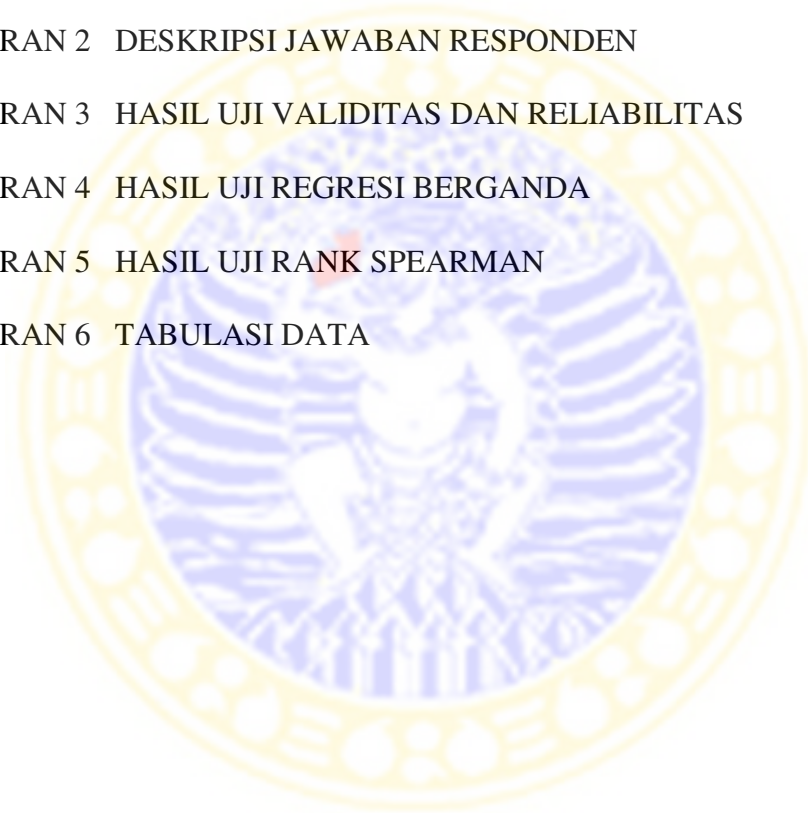 RAN 2 DESKRIPSI JAWABAN RESPONDEN
RAN 3 HASIL UJI VALIDITAS DAN RELIABILITAS
RAN 4 HASIL UJI REGRESI BERGANDA
RAN 5 HASIL UJI RANK SPEARMAN
RAN 6 TABULASI DATA